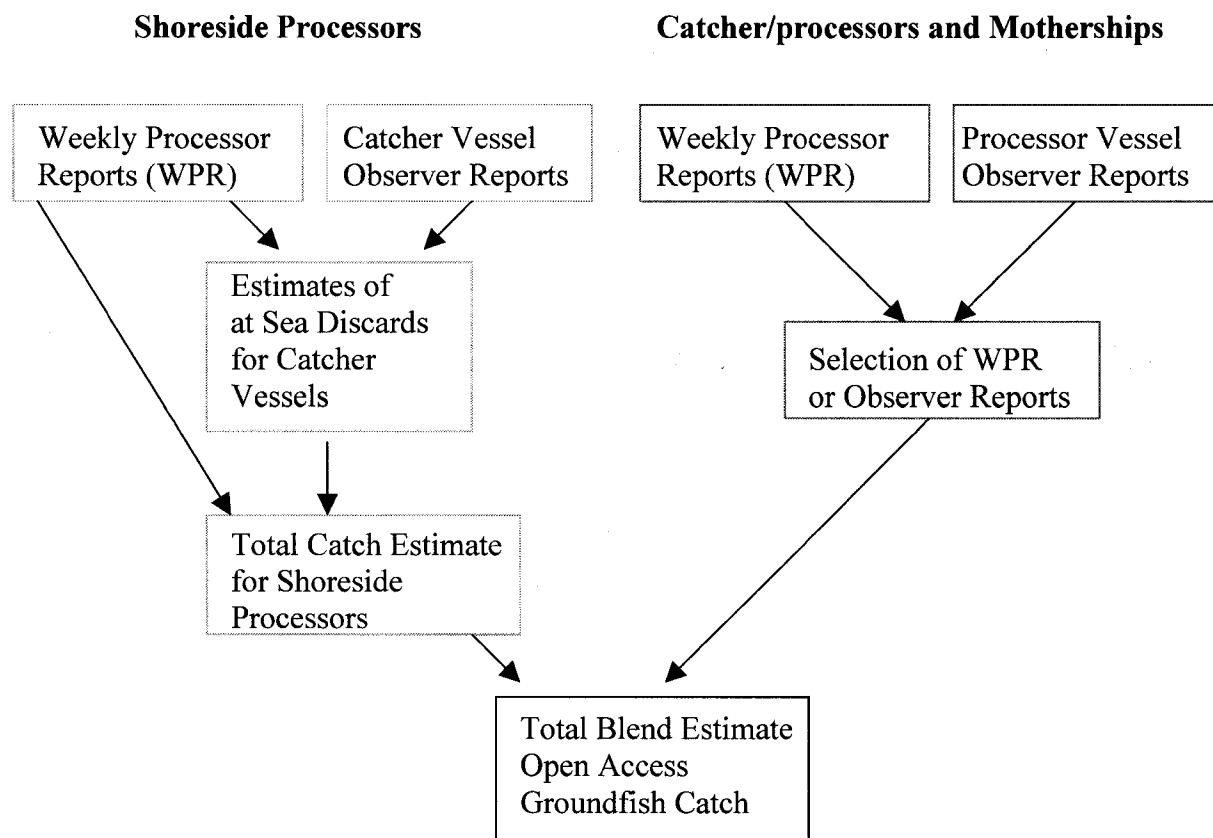 Shoreside Processors
Catcher/processors and Motherships
Weekly Processor
Reports (WPR)
Catcher Vessel
Observer Reports
Weekly Processor
Reports (WPR)
Processor Vessel
Observer Reports
Estimates of
at Sea Discards
for Catcher
Vessels
Selection of WPR
or Observer Reports
Total Catch Estimate
for Shoreside
Processors
Total Blend Estimate
Open Access
Groundfish Catch